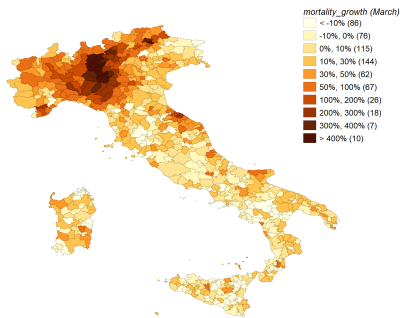 mortality_growth (March)
< -10% (86)
-10%, 0% (76)
0%, 10% (115)
10%, 30% (144)
30%, 50% (62)
50%, 100% (67)
100%, 200% (26)
200%, 300% (18)
300%, 400% (7)
> 400% (10)